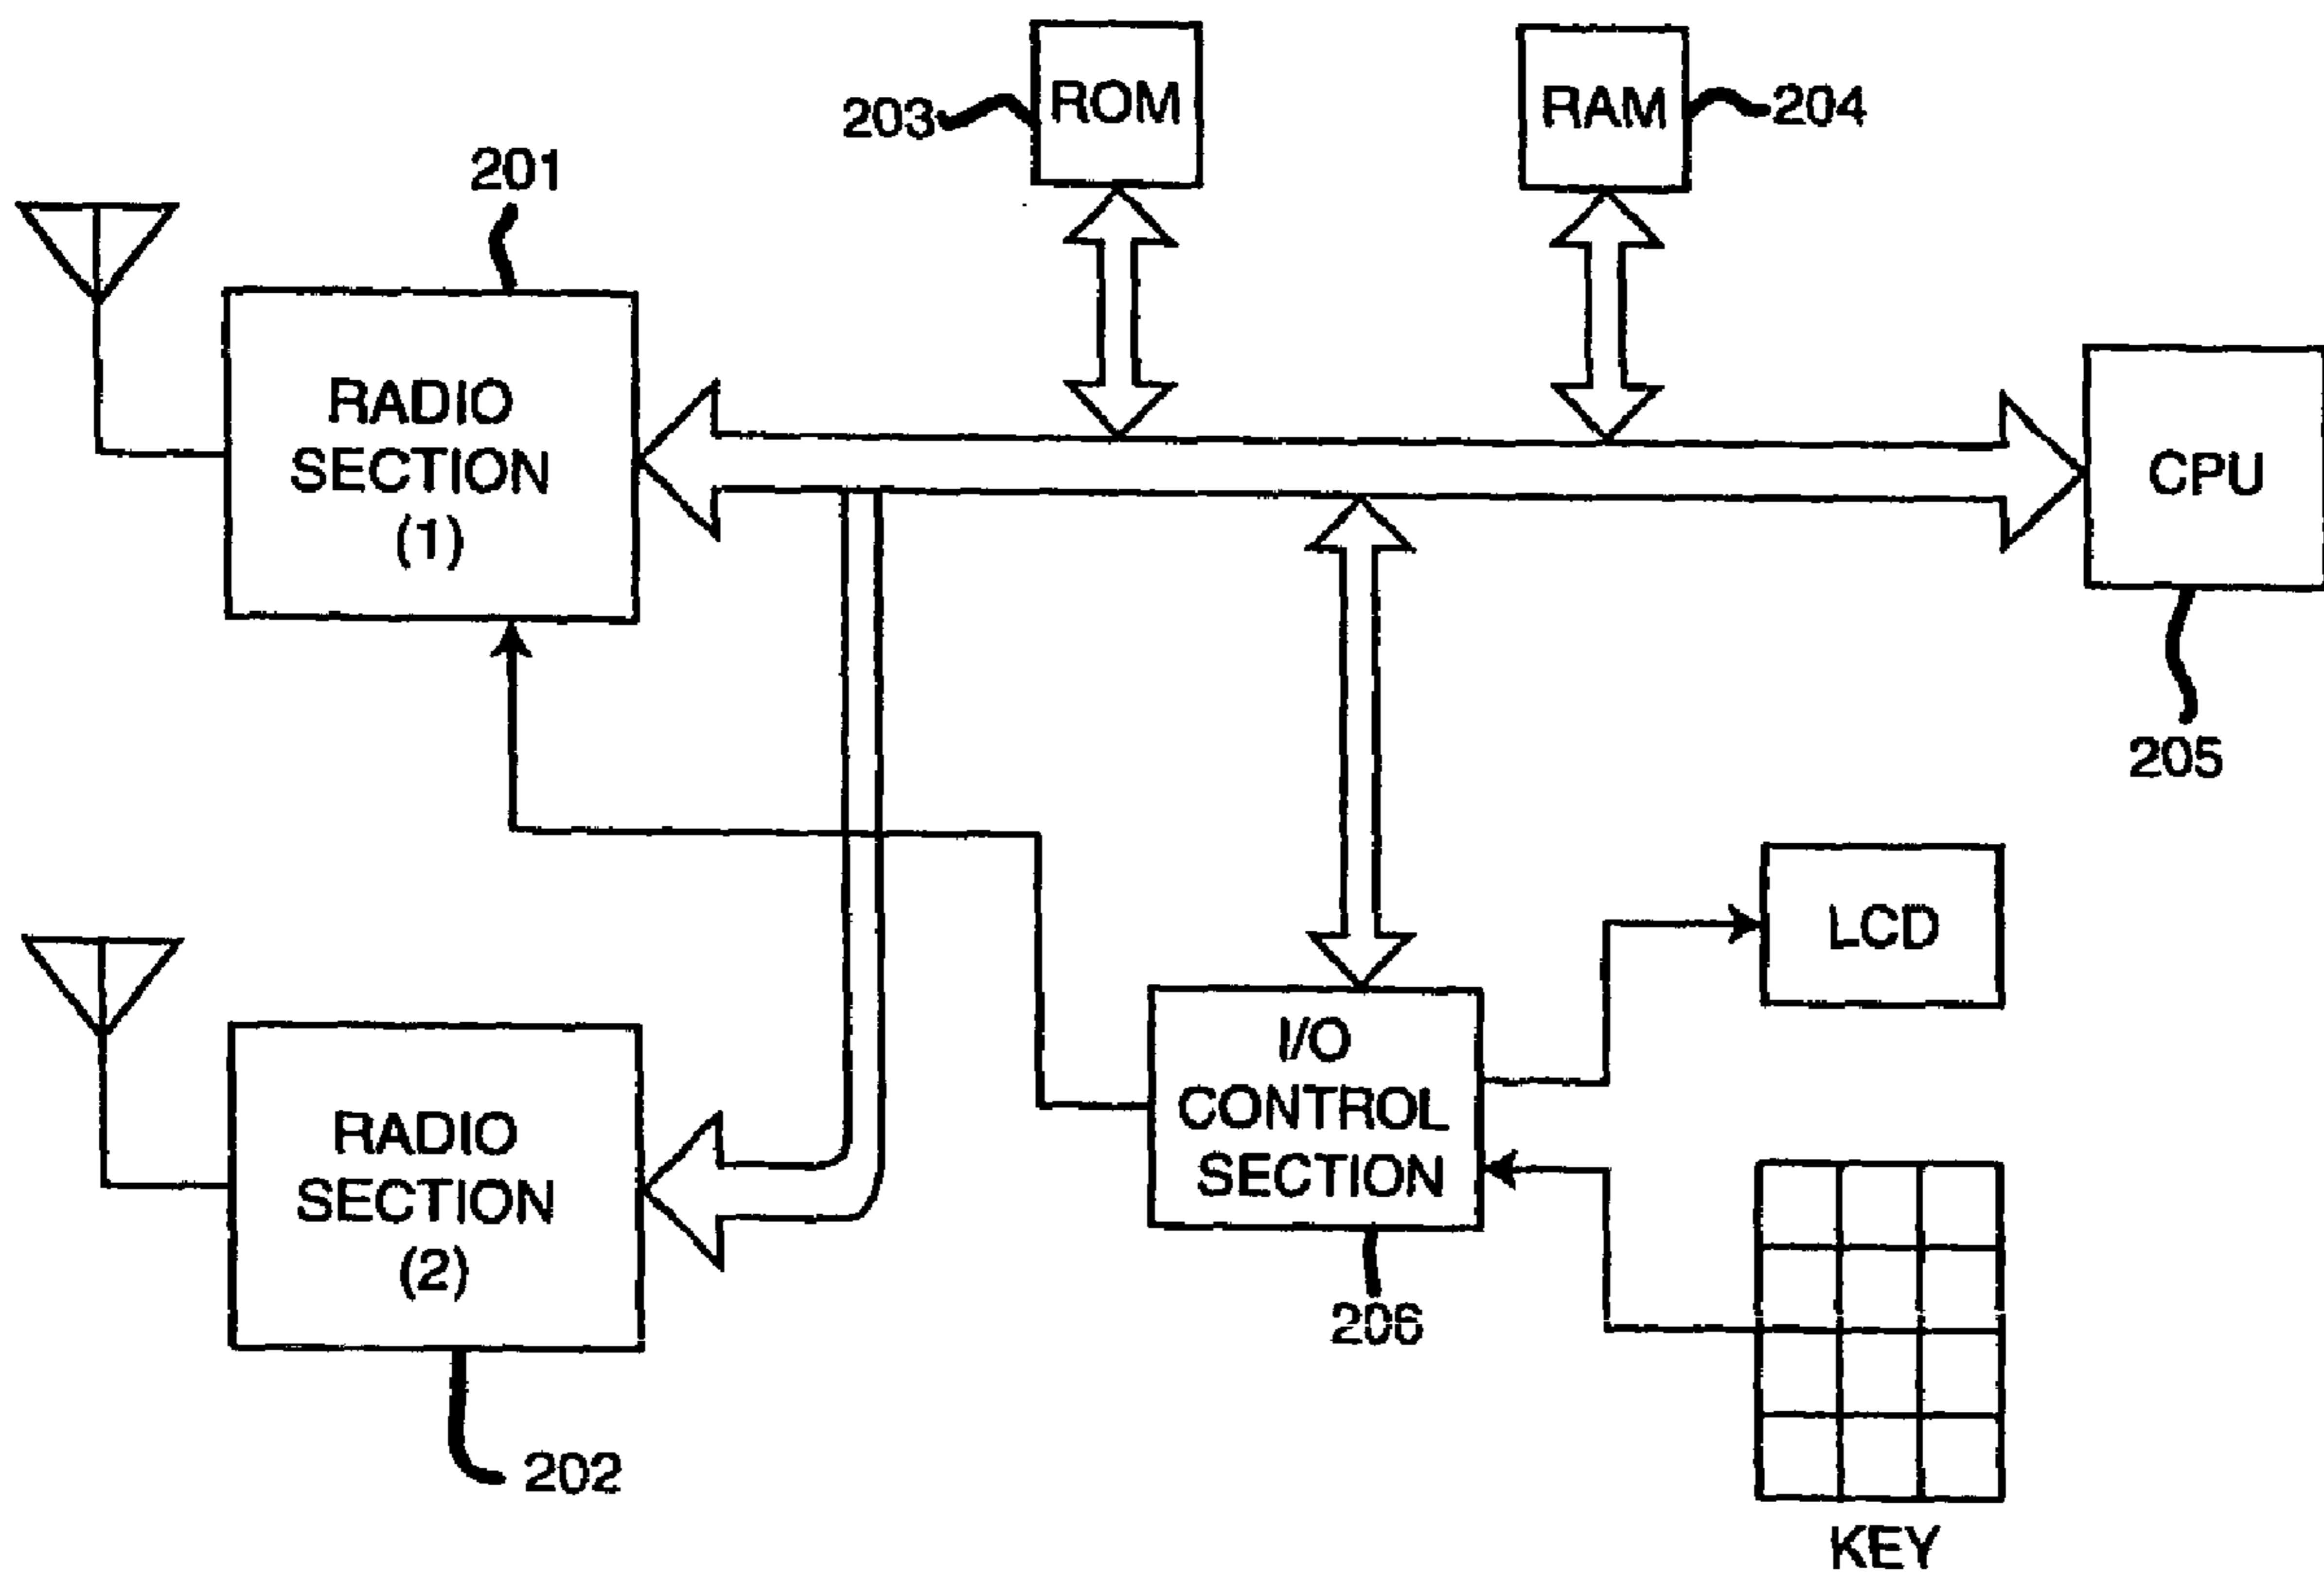 203
ROM
RAM
204
201
RADIO
SECTION
(1)
CPU
205
LCD
I/O
CONTROL
SECTION
206
RADIO
SECTION
(2)
202
KEY